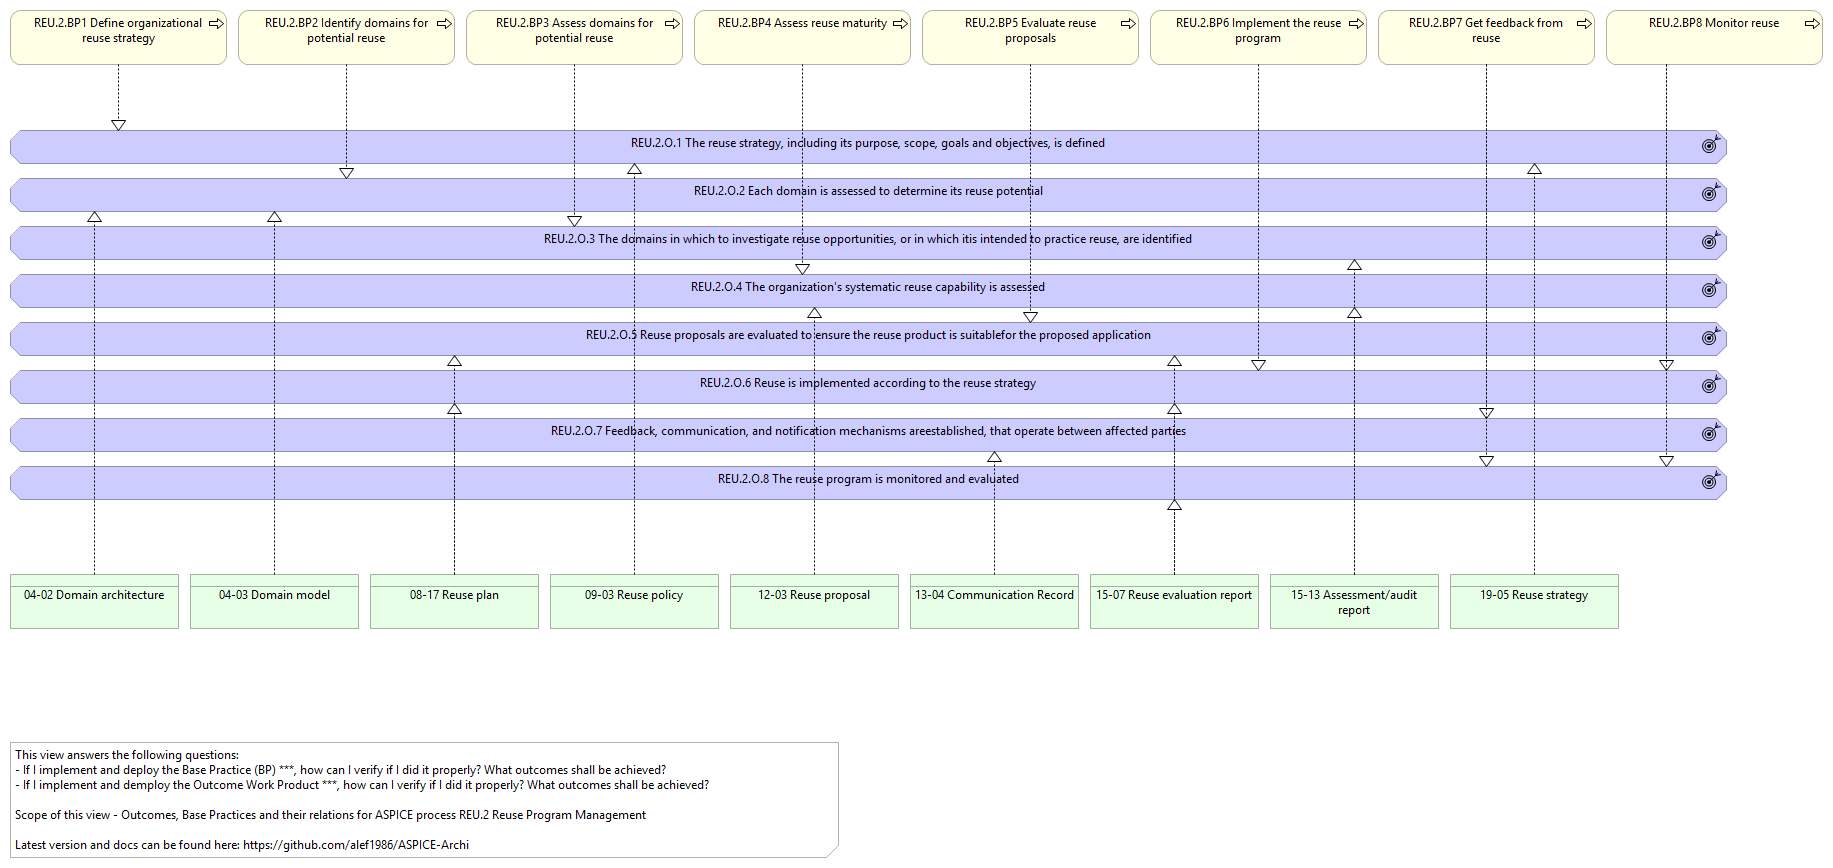 REU.2.BP1 Define organizational
reuse strategy
REU.2.BP2 Identify domains for
potential reuse
REU.2.BP3 Assess domains for
potential reuse
REU.2.BP4 Assess reuse maturity
REU.2.BP5 Evaluate reuse
proposals
REU.2.BP6 Implement the reuse
program
REU.2.BP7 Get feedback from
reuse
REU.2.BP8 Monitor reuse
REU.2.O.1 The reuse strategy, including its purpose, scope, goals and objectives, is defined
REU.2.O.2 Each domain is assessed to determine its reuse potential
REU.2.O.3 The domains in which to investigate reuse opportunities, or in which itis intended to practice reuse, are identified
REU.2.O.4 The organization's systematic reuse capability is assessed
REU.2.O.5 Reuse proposals are evaluated to ensure the reuse product is suitablefor the proposed application
REU.2.O.6 Reuse is implemented according to the reuse strategy
REU.2.O.7 Feedback, communication, and notification mechanisms areestablished, that operate between affected parties
REU.2.O.8 The reuse program is monitored and evaluated
04-02 Domain architecture
04-03 Domain model
08-17 Reuse plan
09-03 Reuse policy
12-03 Reuse proposal
13-04 Communication Record
15-07 Reuse evaluation report
15-13 Assessment/audit
report
19-05 Reuse strategy
This view answers the following questions:
- If I implement and deploy the Base Practice (BP) ***, how can I verify if I did it properly? What outcomes shall be achieved?
- If I implement and demploy the Outcome Work Product ***, how can I verify if I did it properly? What outcomes shall be achieved?
Scope of this view - Outcomes, Base Practices and their relations for ASPICE process REU.2 Reuse Program Management
Latest version and docs can be found here: https://github.com/alef1986/ASPICE-Archi